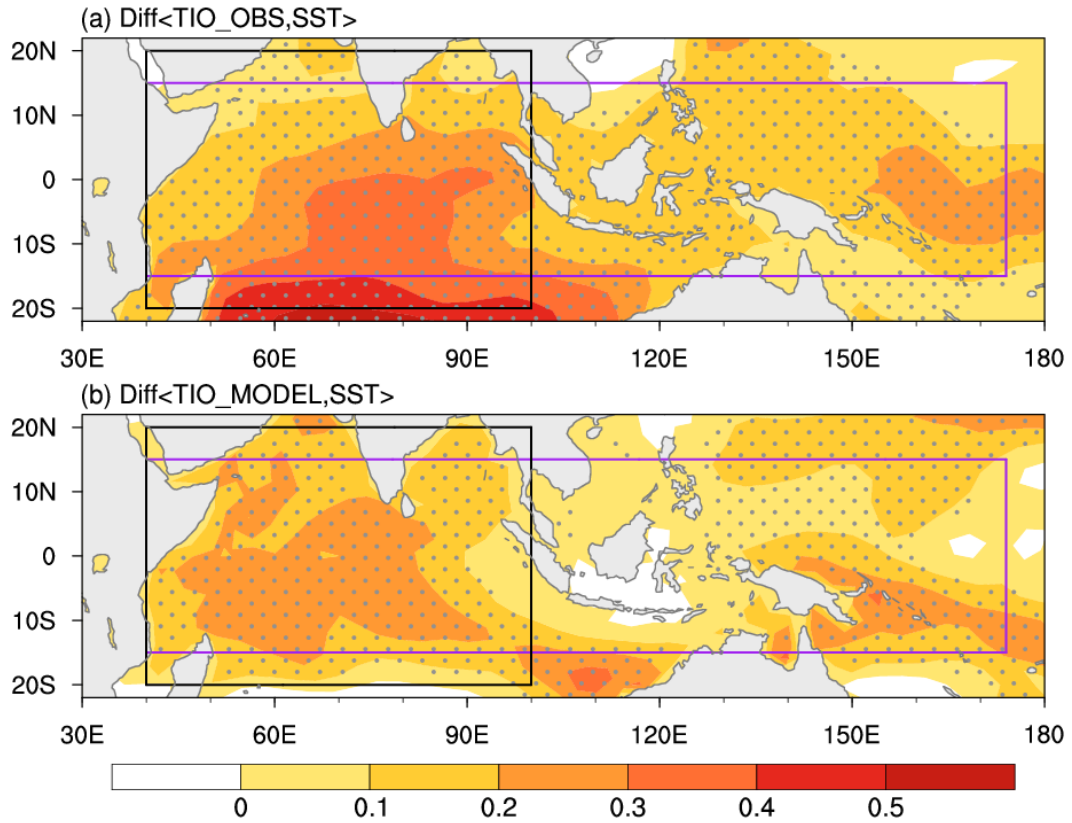 (a) Diff<TIO_OBS,SST>
20N
10N
0
10S
20S
30E 60E 90E 120E 150E 180
(b) Diff<TIO_MODEL,SST>
20N
10N
0
10S
20S
30E 60E 90E 120E 150E 180
0 0.1 0.2 0.3 0.4 0.5